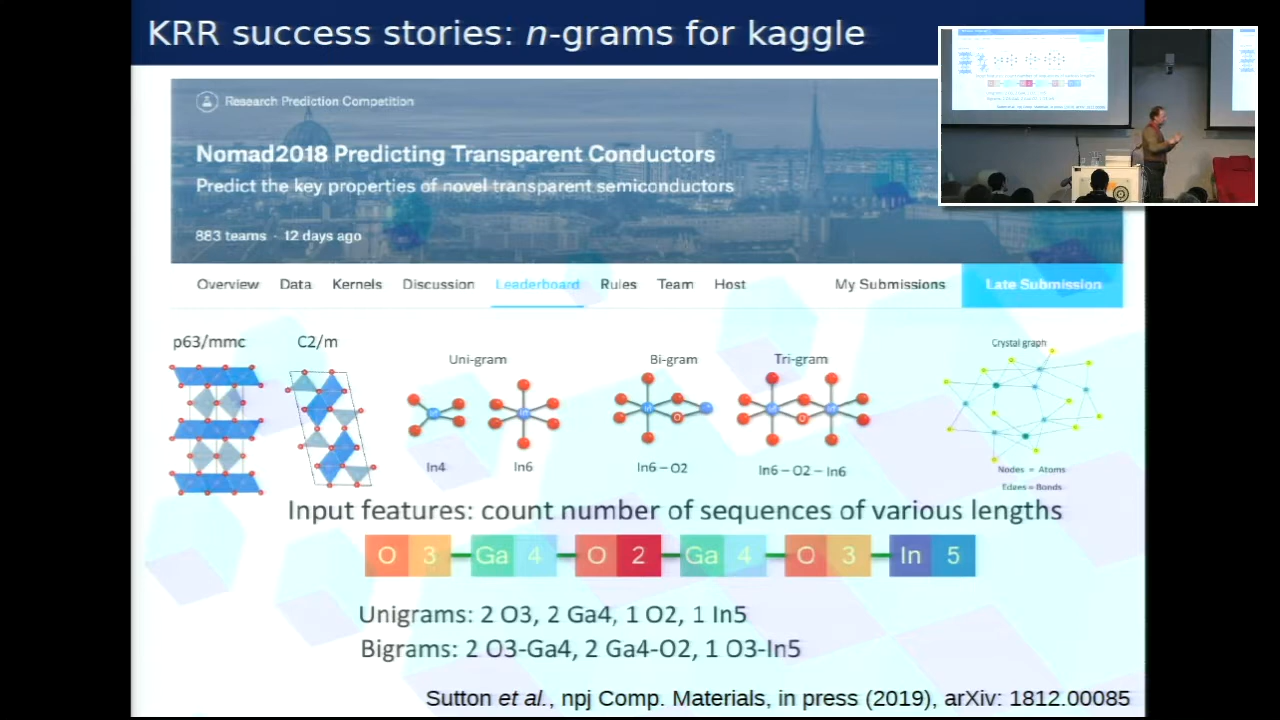 KRR success stories: n-grams for kaggle
Research Prediction Competition
Nomad2018 Predicting Transparent Conductors
Predict the key properties of novel transparent semiconductors
883 teams · 12 days ago
Overview Data Kernels Discussion Leaderboard Rules Team Host My Submissions Late Submission
p63/mmc C2/m Uni-gram Bi-gram Tri-gram Crystal graph
In4 In6 In6 – O2 In6 – O2 – In6 Nodes = Atoms
Edges = Bonds
Input features: count number of sequences of various lengths
O 3 Ga 4 O 2 Ga 4 O 3 In 5
Unigrams: 2 O3, 2 Ga4, 1 O2, 1 In5
Bigrams: 2 O3-Ga4, 2 Ga4-O2, 1 O3-In5
Sutton et al., npj Comp. Materials, in press (2019), arXiv: 1812.00085